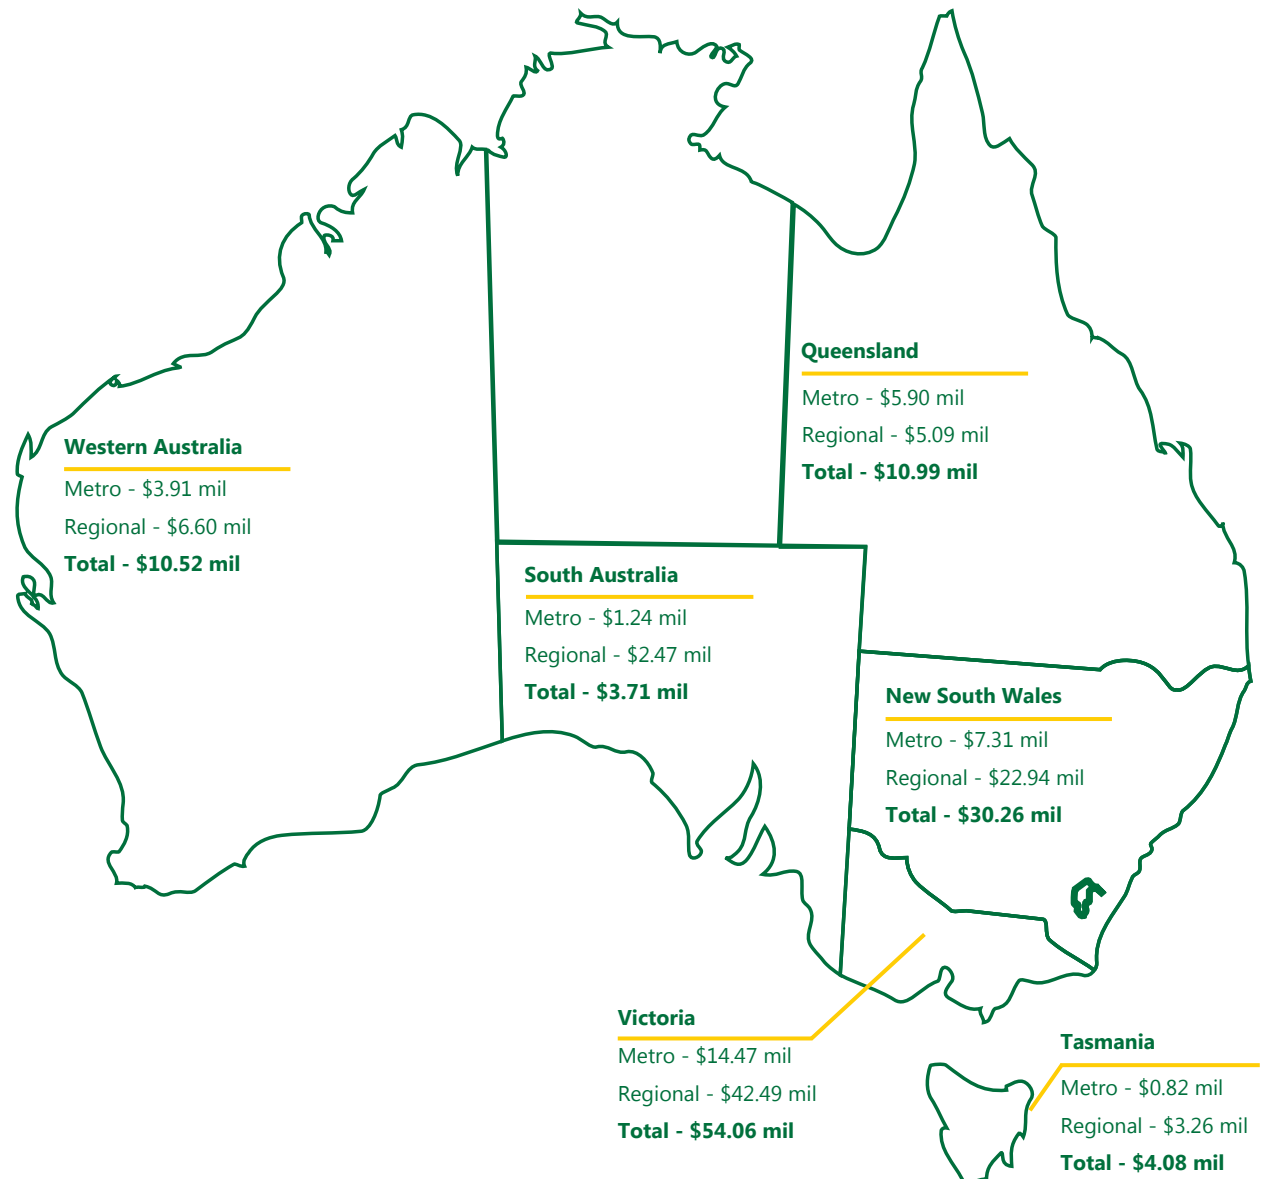 Queensland
Metro - $5.90 mil
Regional - $5.09 mil
Total - $10.99 mil
Western Australia
Metro - $3.91 mil
Regional - $6.60 mil
Total - $10.52 mil
South Australia
Metro - $1.24 mil
Regional - $2.47 mil
Total - $3.71 mil
New South Wales
Metro - $7.31 mil
Regional - $22.94 mil
Total - $30.26 mil
Victoria
Metro - $14.47 mil
Regional - $42.49 mil
Total - $54.06 mil
Tasmania
Metro - $0.82 mil
Regional - $3.26 mil
Total - $4.08 mil